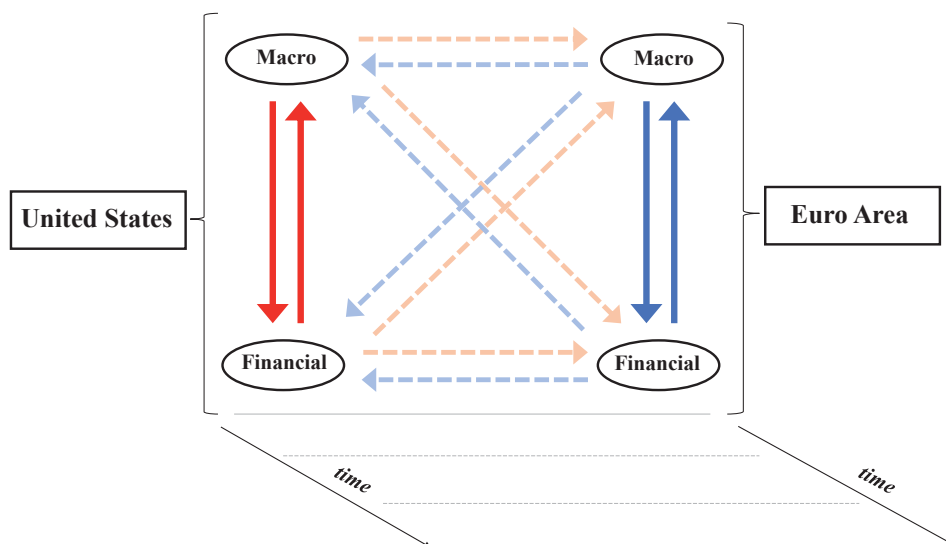 Macro
Macro
United States
Euro Area
Financial
Financial
time
time